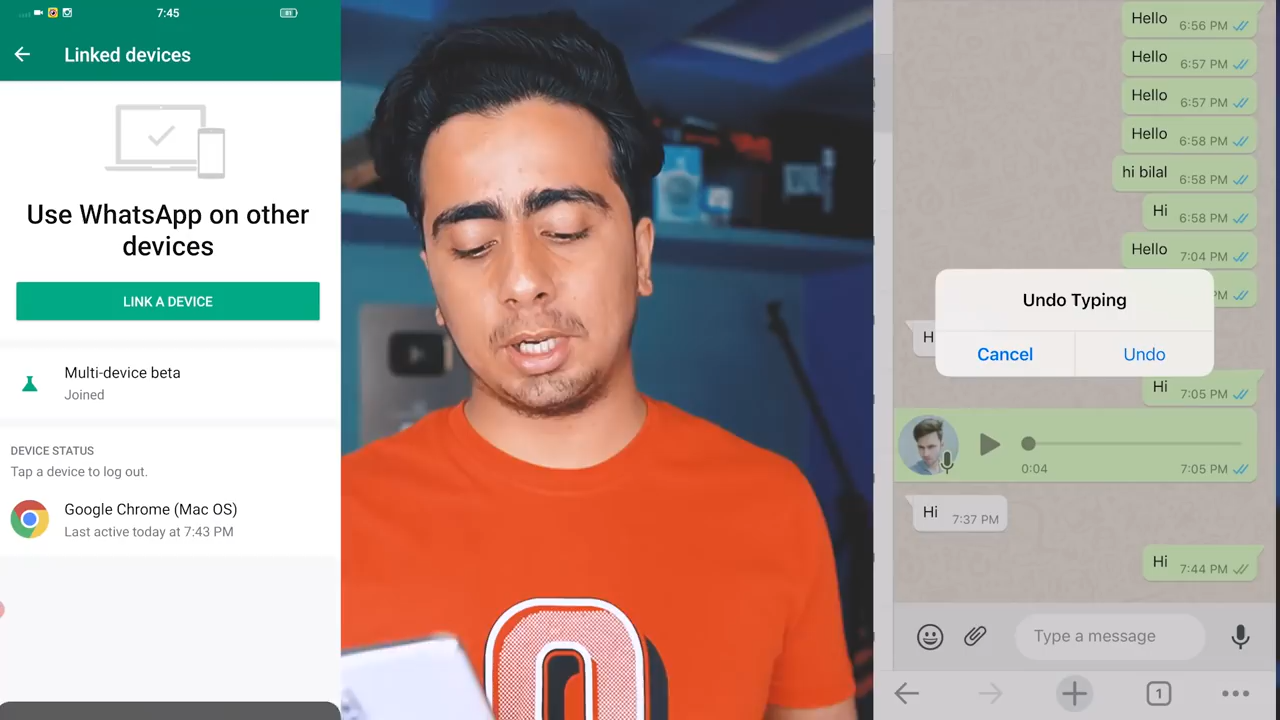 7:45
81
Linked devices
Use WhatsApp on other
devices
LINK A DEVICE
Multi-device beta
Joined
DEVICE STATUS
Tap a device to log out.
Google Chrome (Mac OS)
Last active today at 7:43 PM
Hello 6:56 PM
Hello 6:57 PM
Hello 6:57 PM
Hello 6:58 PM
hi bilal 6:58 PM
Hi 6:58 PM
Hello 7:04 PM
PM
H
Undo Typing
Cancel Undo
Hi 7:05 PM
0:04 7:05 PM
Hi 7:37 PM
Hi 7:44 PM
Type a message
1